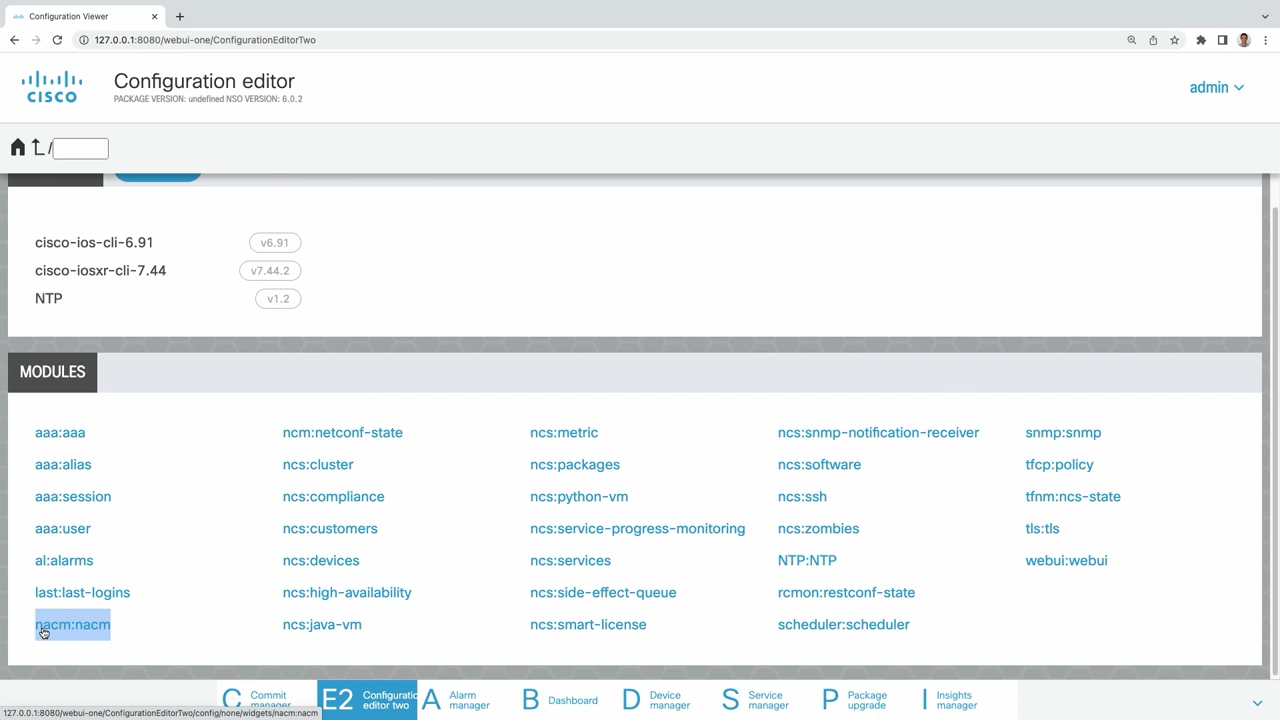 Configuration Viewer
127.0.0.1:8080/webui-one/ConfigurationEditorTwo
CISCO
Configuration editor
PACKAGE VERSION: undefined NSO VERSION: 6.0.2
admin
/
cisco-ios-cli-6.91 v6.91
cisco-iosxr-cli-7.44 v7.44.2
NTP v1.2
MODULES
aaa:aaa ncm:netconf-state ncs:metric ncs:snmp-notification-receiver snmp:snmp
aaa:alias ncs:cluster ncs:packages ncs:software tfcp:policy
aaa:session ncs:compliance ncs:python-vm ncs:ssh tfnm:ncs-state
aaa:user ncs:customers ncs:service-progress-monitoring ncs:zombies tls:tls
al:alarms ncs:devices ncs:services NTP:NTP webui:webui
last:last-logins ncs:high-availability ncs:side-effect-queue rcmon:restconf-state
nacm:nacm ncs:java-vm ncs:smart-license scheduler:scheduler
C Commit manager
E2 Configuratic editor two
A Alarm manager
B Dashboard
D Device manager
S Service manager
P Package upgrade
I Insights manager
127.0.0.1:8080/webui-one/ConfigurationEditorTwo/config/none/widgets/nacm:nacm